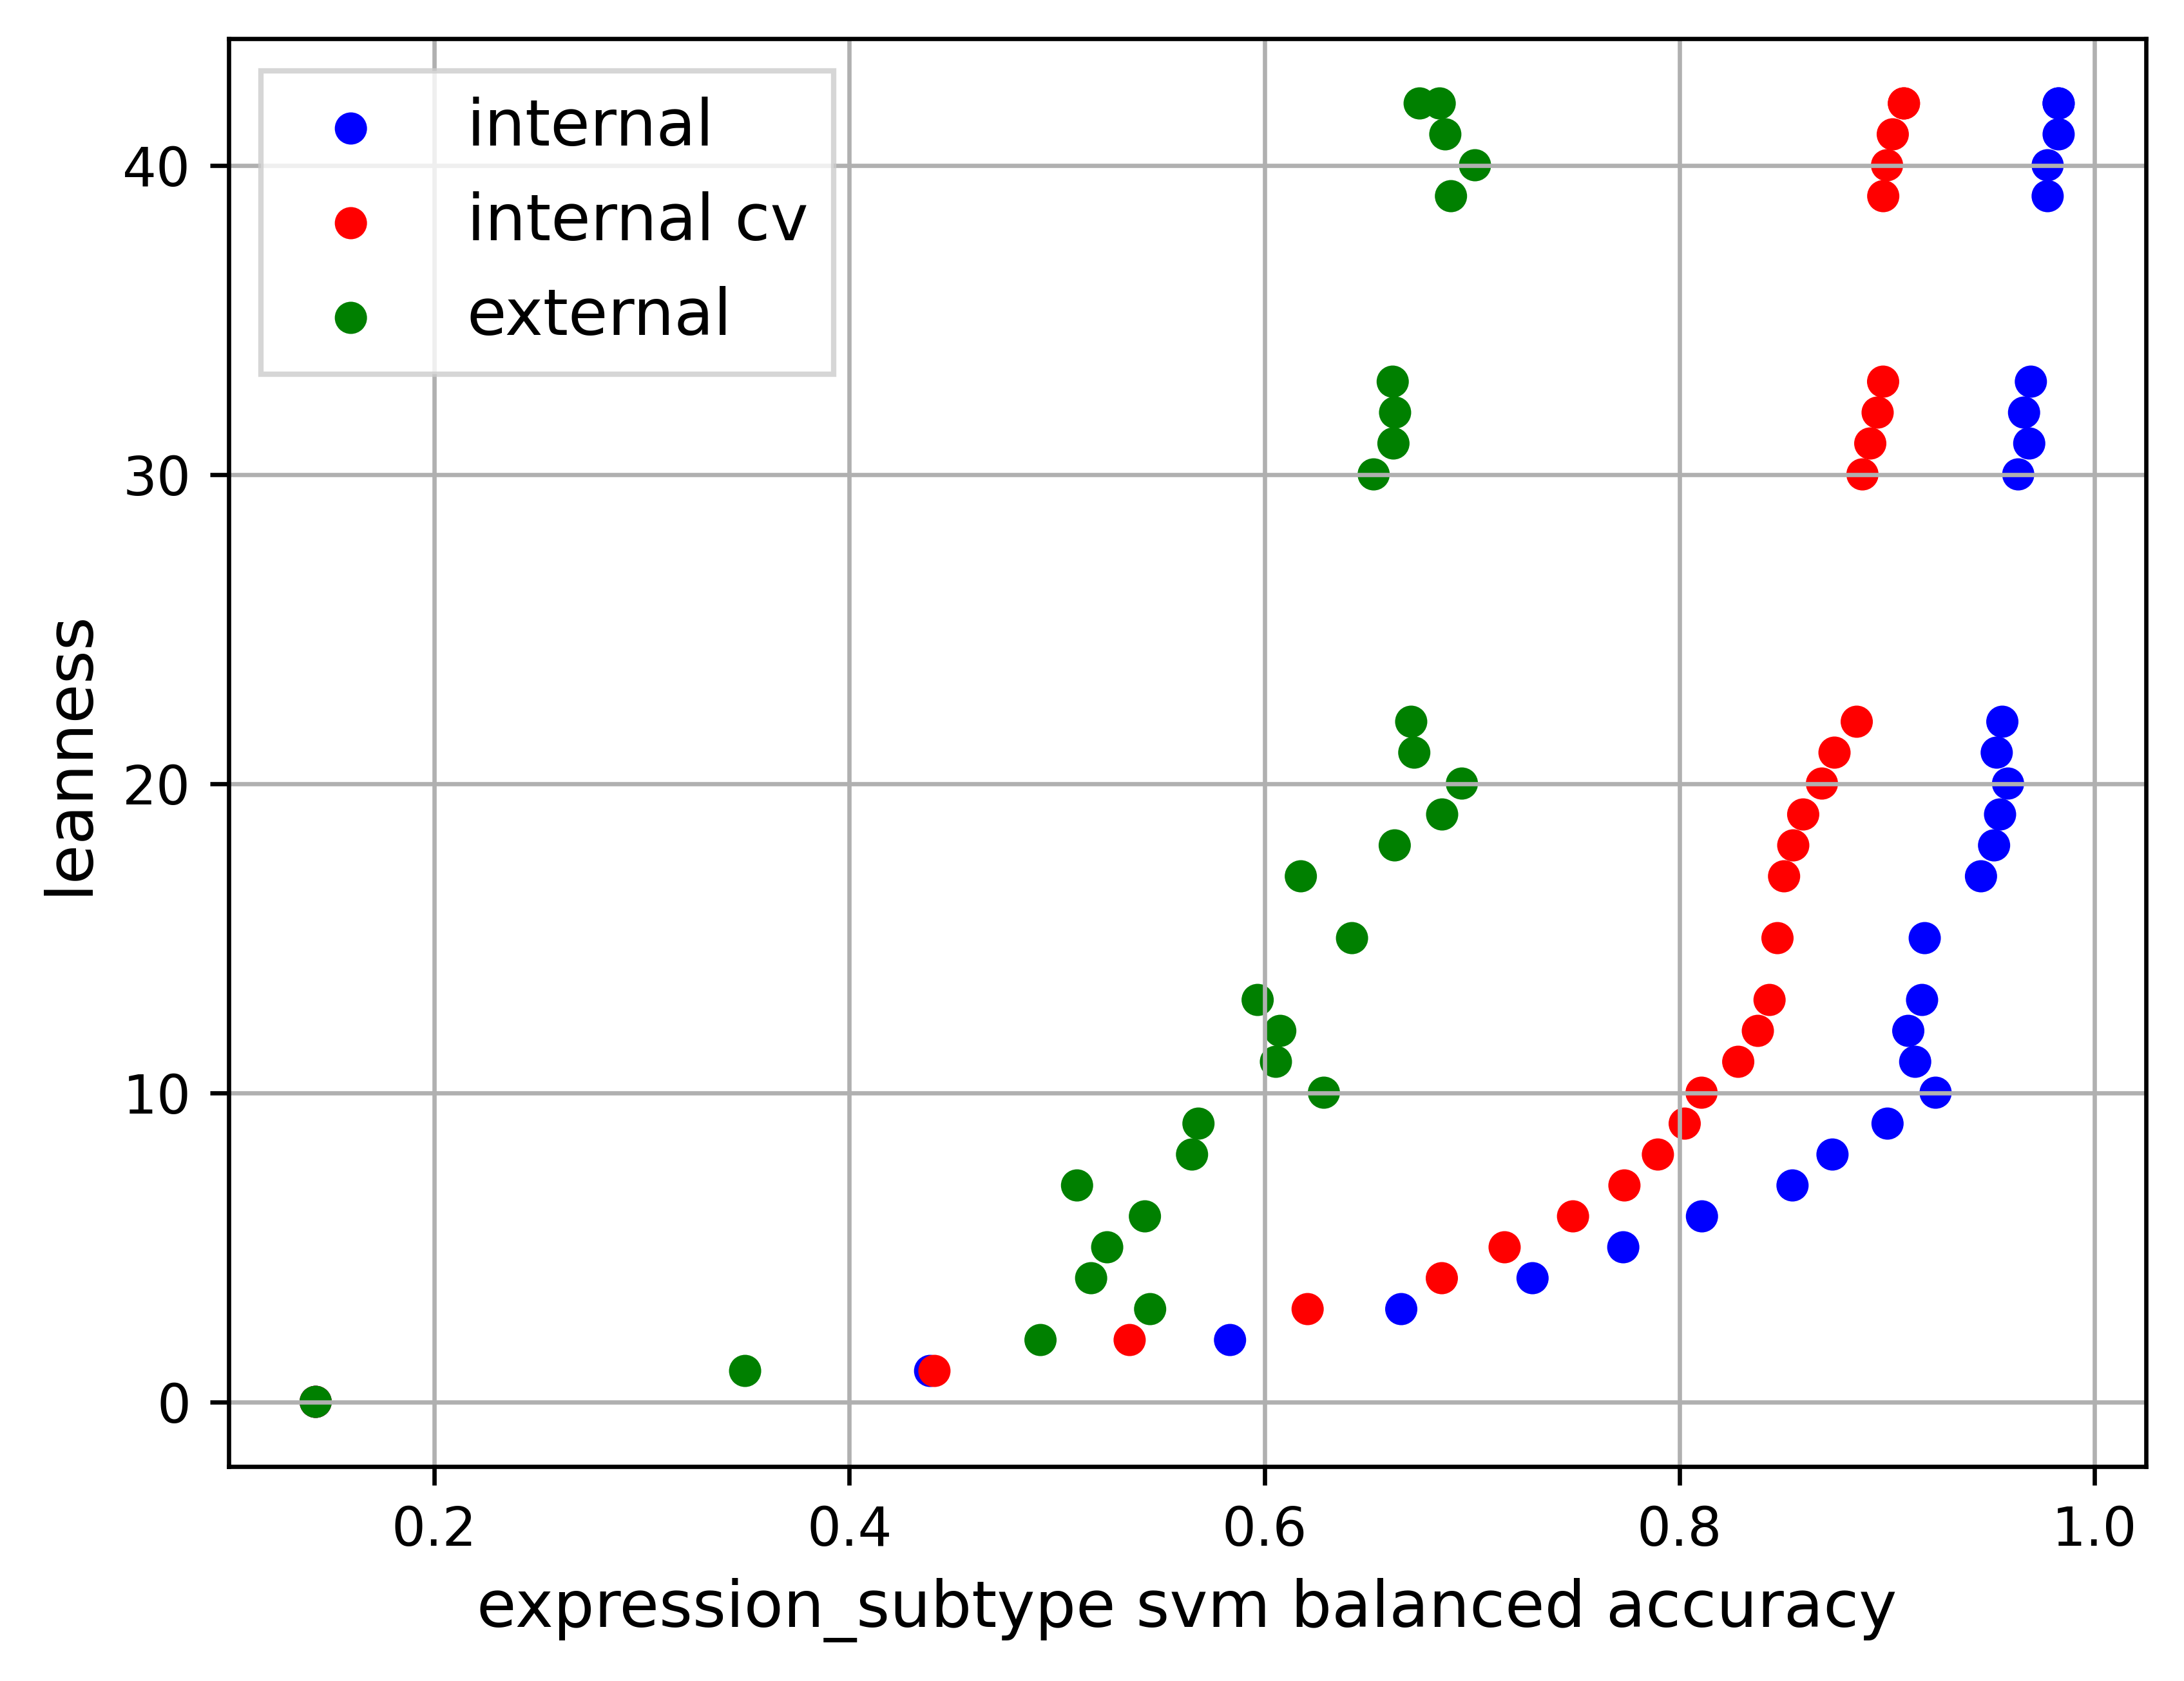 internal
internal cv
external
40
30
20
10
0
leanness
0.2 0.4 0.6 0.8 1.0
expression_subtype svm balanced accuracy